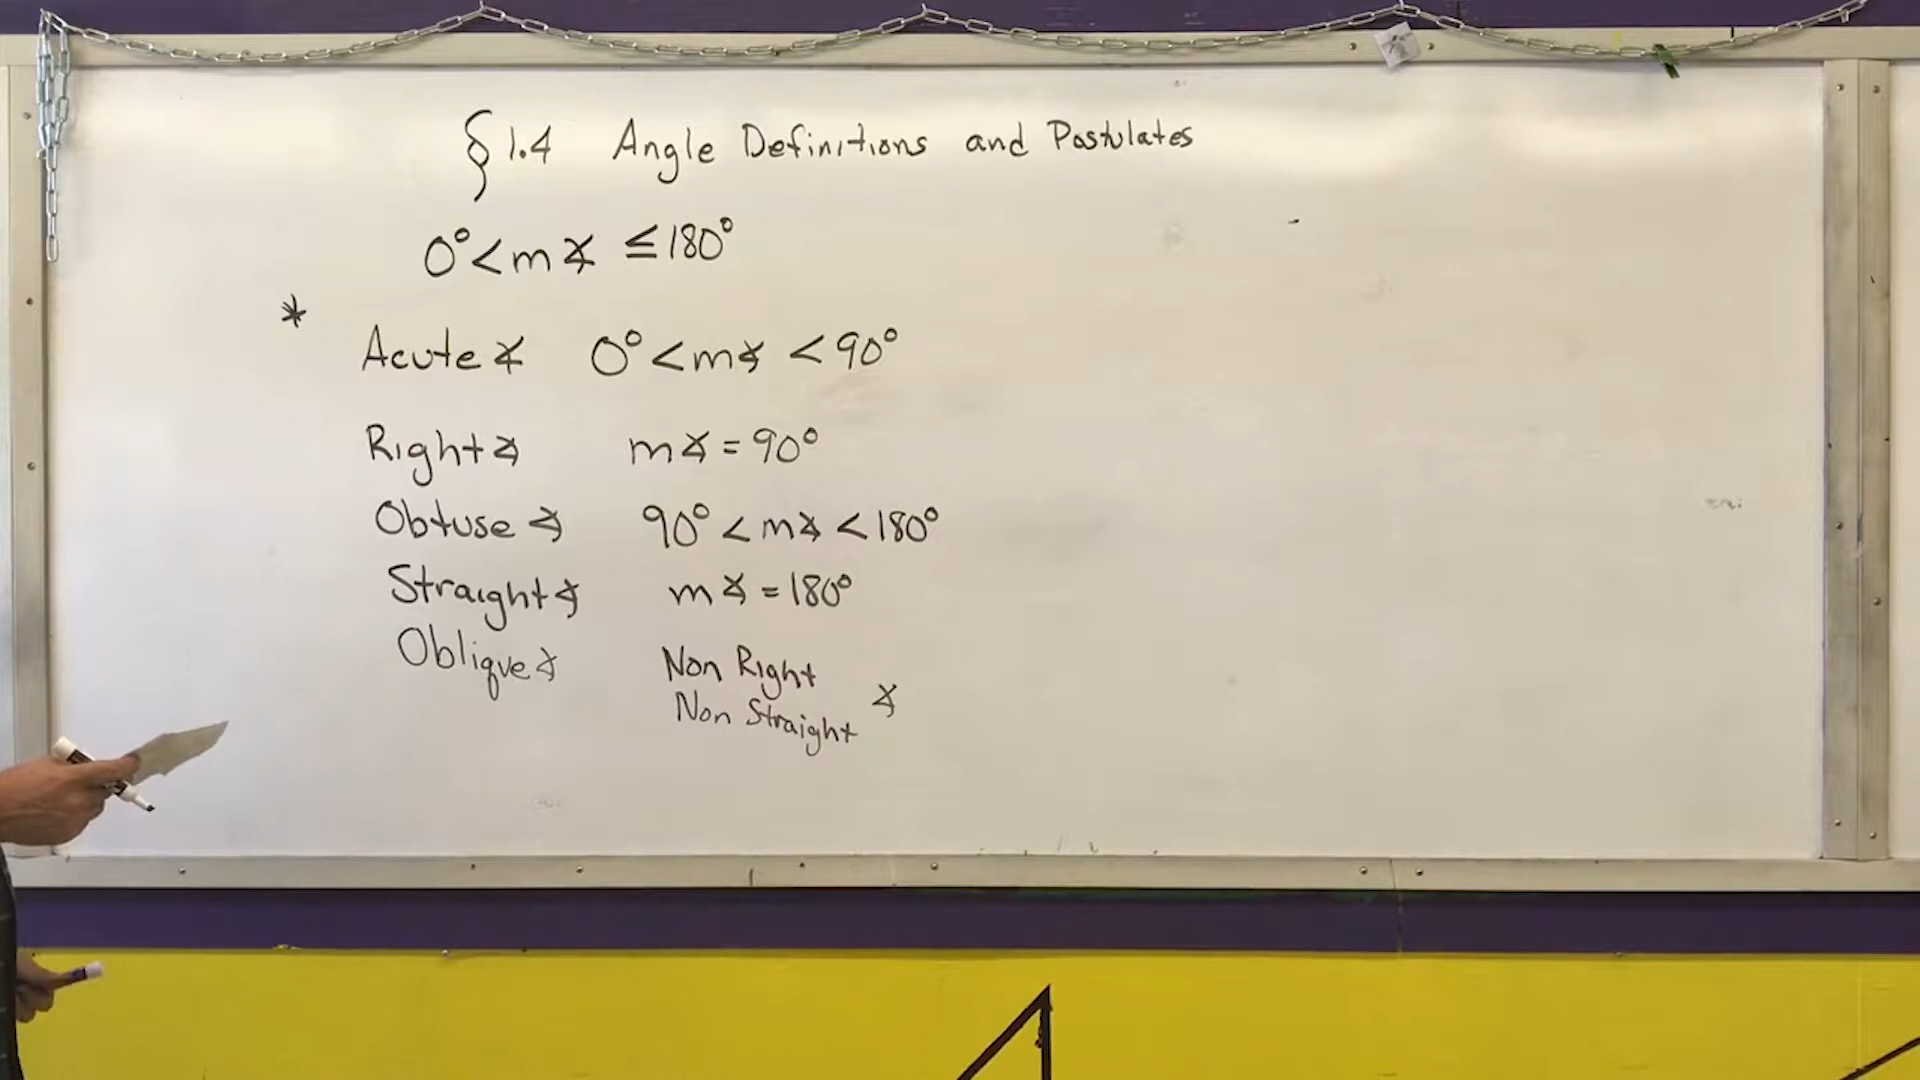 § 1.4 Angle Definitions and Postulates
0° < m∡ ≤ 180°
*
Acute ∡ 0° < m∡ < 90°
Right ∡ m∡ = 90°
Obtuse ∡ 90° < m∡ < 180°
Straight ∡ m∡ = 180°
Oblique ∡ Non Right
Non Straight ∡